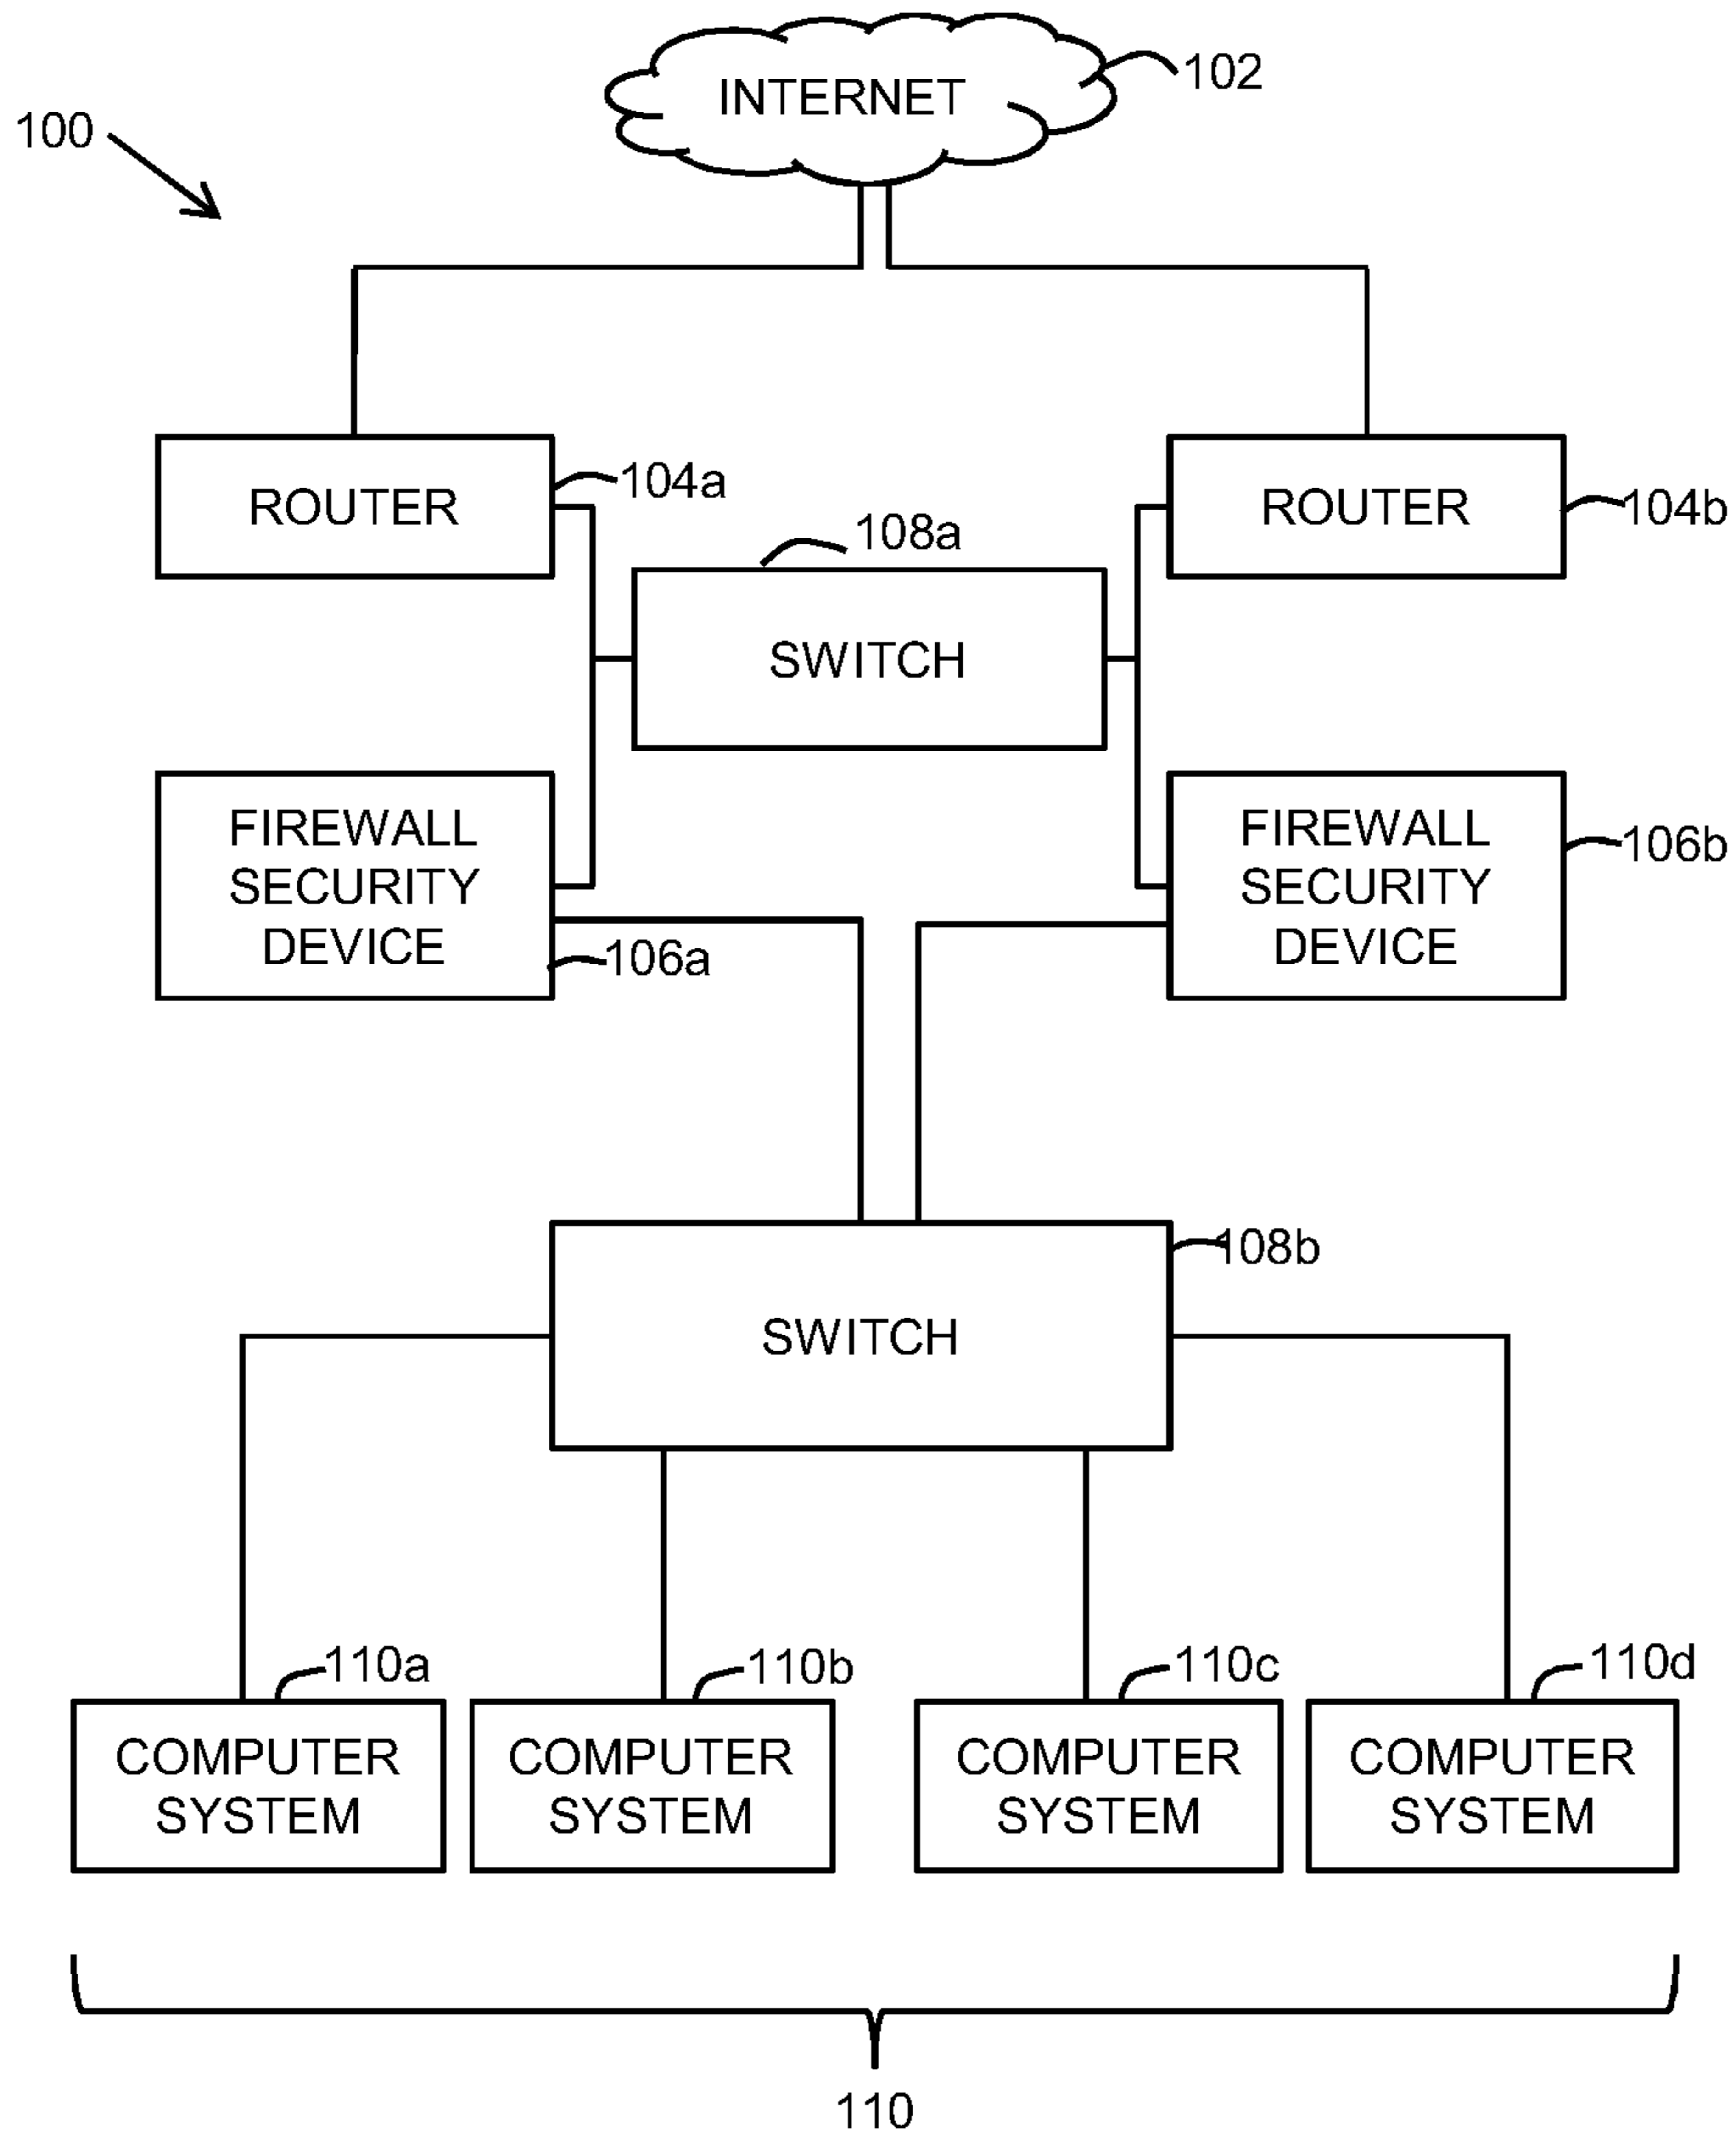 INTERNET
102
100
ROUTER
104a
ROUTER
104b
108a
SWITCH
FIREWALL
SECURITY
DEVICE
106a
FIREWALL
SECURITY
DEVICE
106b
108b
SWITCH
110a
110b
110c
110d
COMPUTER
SYSTEM
COMPUTER
SYSTEM
COMPUTER
SYSTEM
COMPUTER
SYSTEM
110